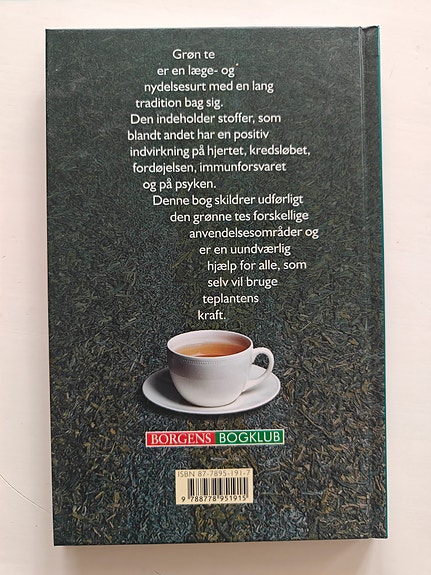 Grøn te
er en læge- og
nydelsesurt med en lang
tradition bag sig.
Den indeholder stoffer, som
blandt andet har en positiv
indvirkning på hjertet, kredsløbet,
fordøjelsen, immunforsvaret
og på psyken.
Denne bog skildrer udførligt
den grønne tes forskellige
anvendelsesområder og
er en uundværlig
hjælp for alle, som
selv vil bruge
teplantens
kraft.
BORGENS BOGKLUB
ISBN 87-7895-191-7
9 788778 951915